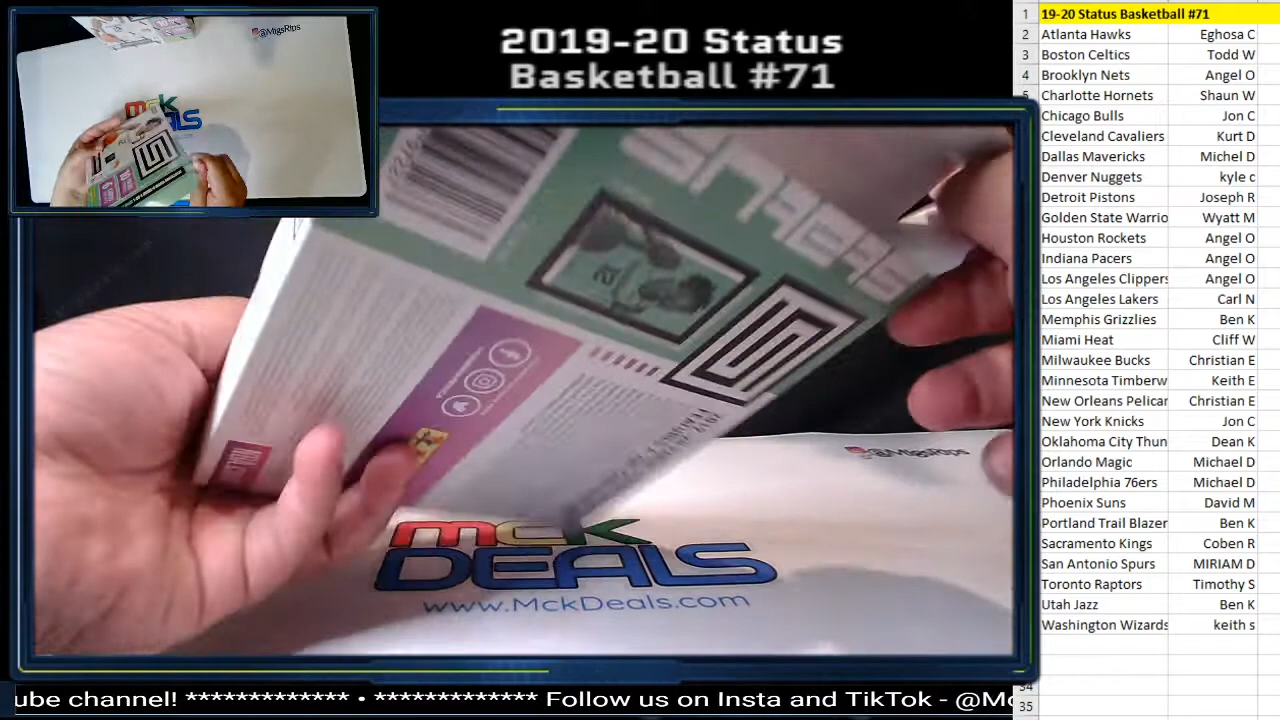 @MigsRips
2019-20 Status
Basketball #71
MCK
DEALS
www.MckDeals.com
@MigsRips
ube channel! ************* • ************* Follow us on Insta and TikTok - @Mc
1 19-20 Status Basketball #71
2 Atlanta Hawks Eghosa C
3 Boston Celtics Todd W
4 Brooklyn Nets Angel O
5 Charlotte Hornets Shaun W
Chicago Bulls Jon C
Cleveland Cavaliers Kurt D
Dallas Mavericks Michel D
Denver Nuggets kyle c
Detroit Pistons Joseph R
Golden State Warrio Wyatt M
Houston Rockets Angel O
Indiana Pacers Angel O
Los Angeles Clippers Angel O
Los Angeles Lakers Carl N
Memphis Grizzlies Ben K
Miami Heat Cliff W
Milwaukee Bucks Christian E
Minnesota Timberw Keith E
New Orleans Pelicar Christian E
New York Knicks Jon C
Oklahoma City Thun Dean K
Orlando Magic Michael D
Philadelphia 76ers Michael D
Phoenix Suns David M
Portland Trail Blazer Ben K
Sacramento Kings Coben R
San Antonio Spurs MIRIAM D
Toronto Raptors Timothy S
Utah Jazz Ben K
Washington Wizards keith s
34
35